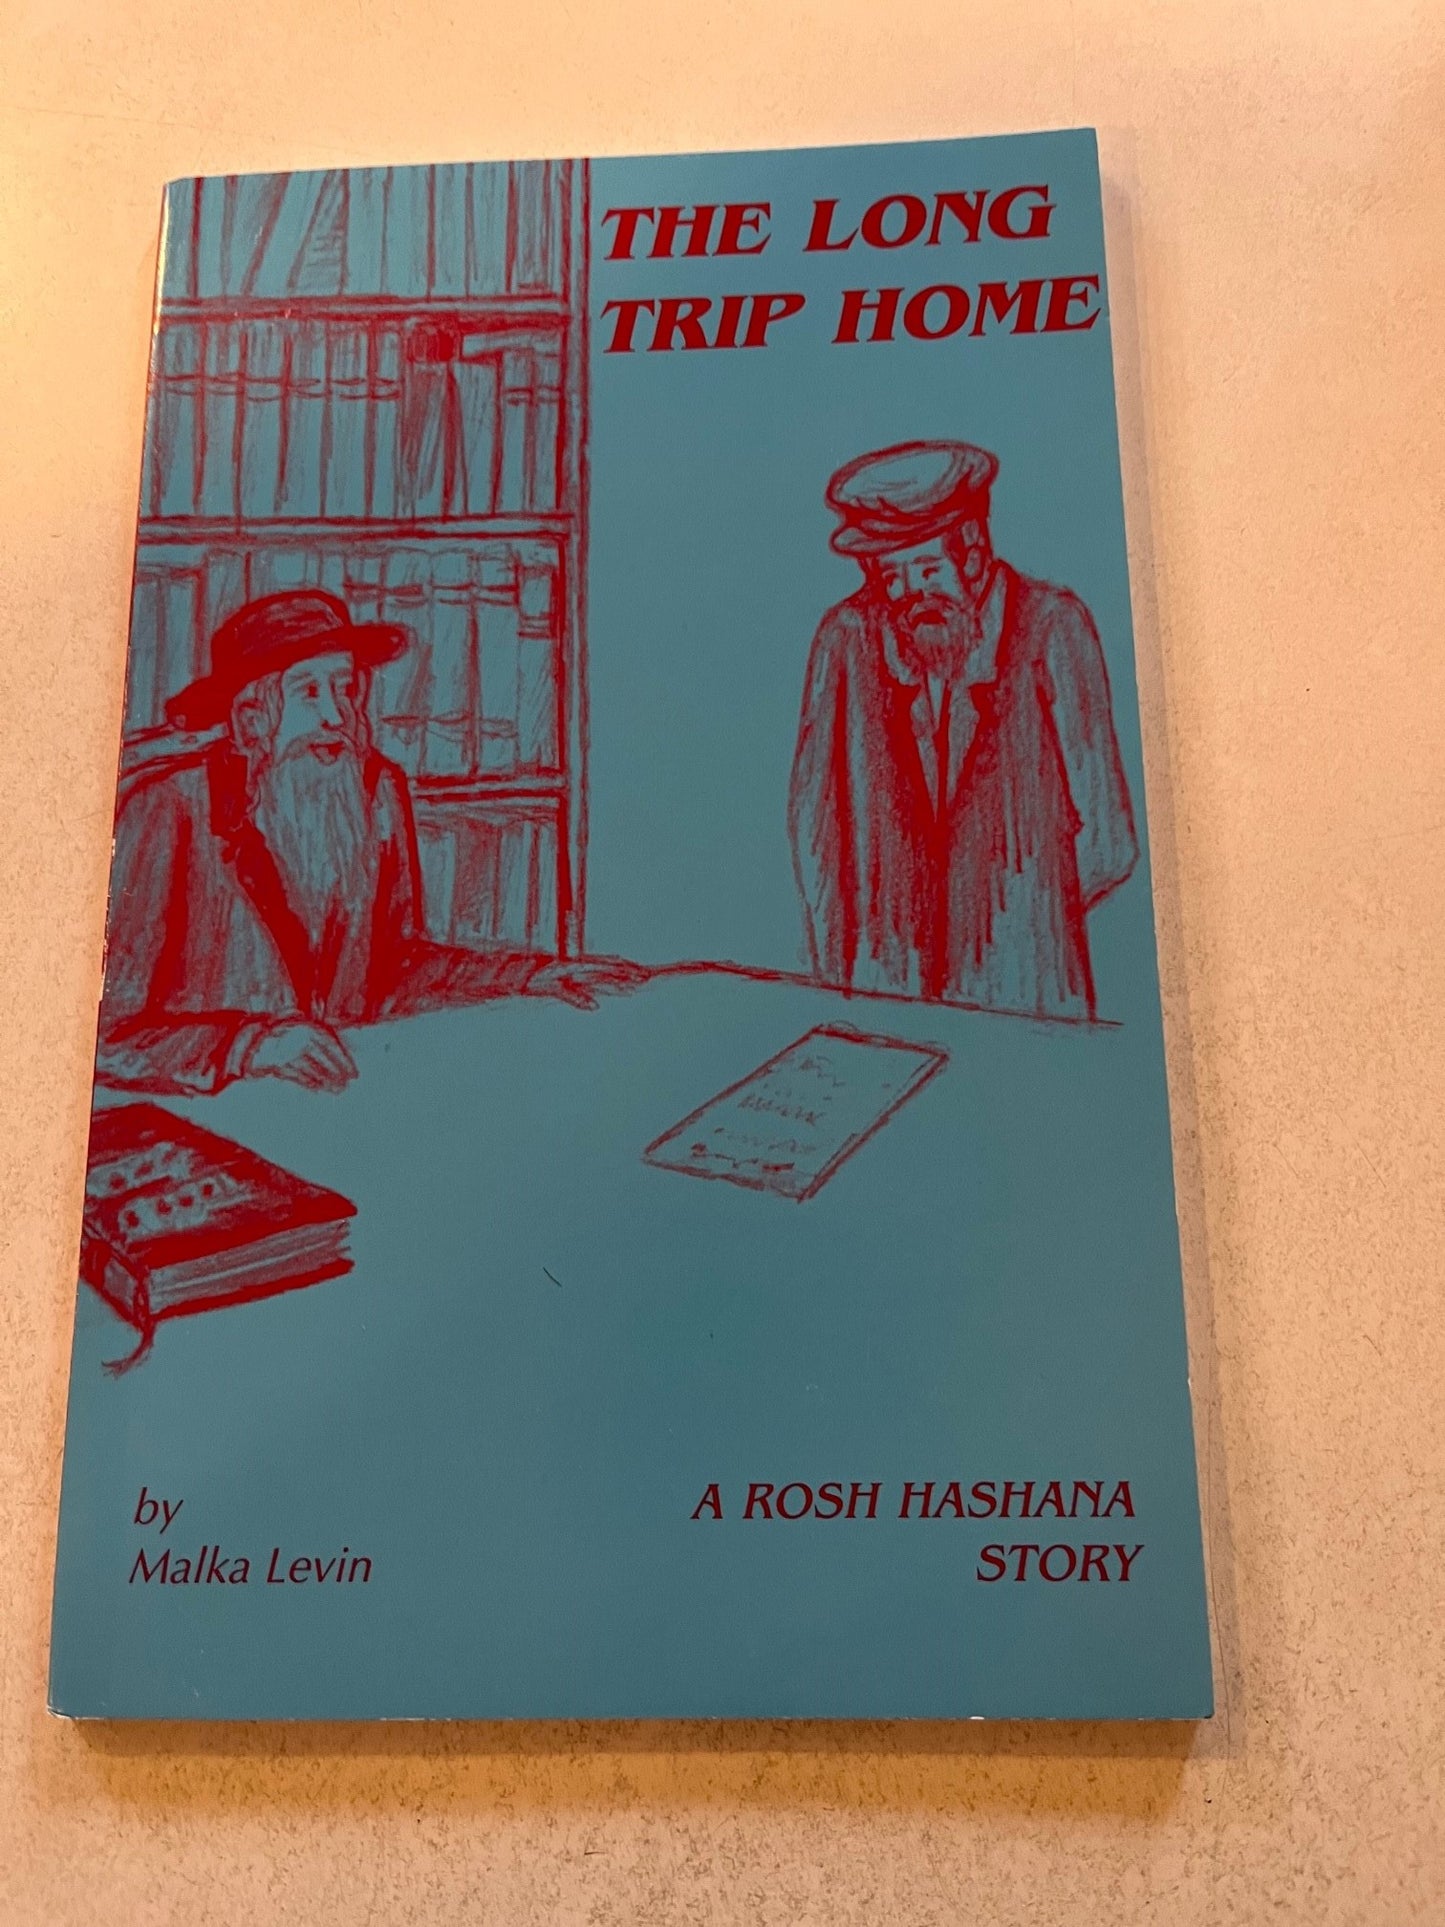 THE LONG
TRIP HOME
by
Malka Levin
A ROSH HASHANA
STORY